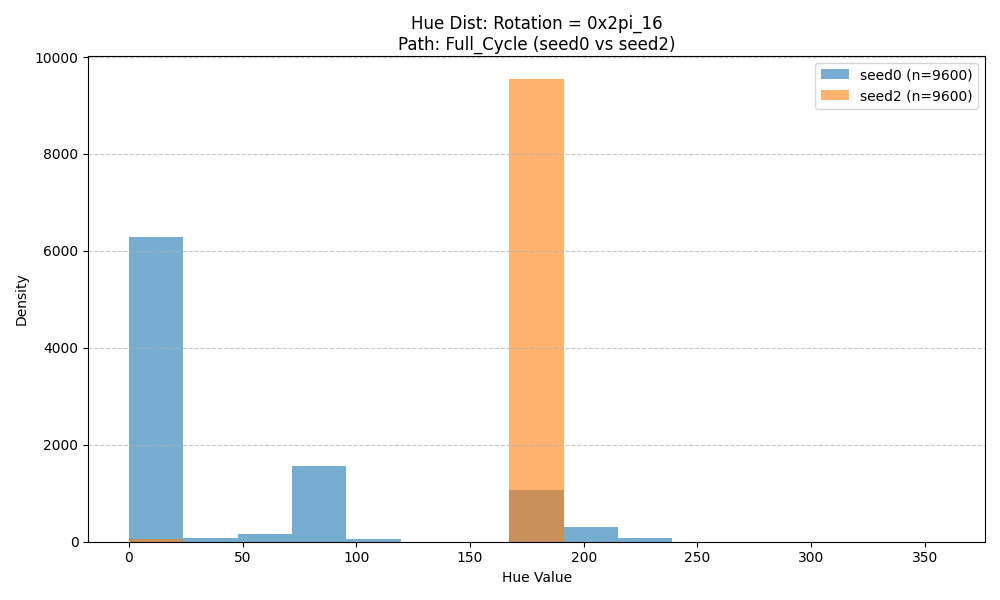 Hue Dist: Rotation = 0x2pi_16
Path: Full_Cycle (seed0 vs seed2)
seed0 (n=9600)
seed2 (n=9600)
Density
10000
8000
6000
4000
2000
0
0 50 100 150 200 250 300 350
Hue Value